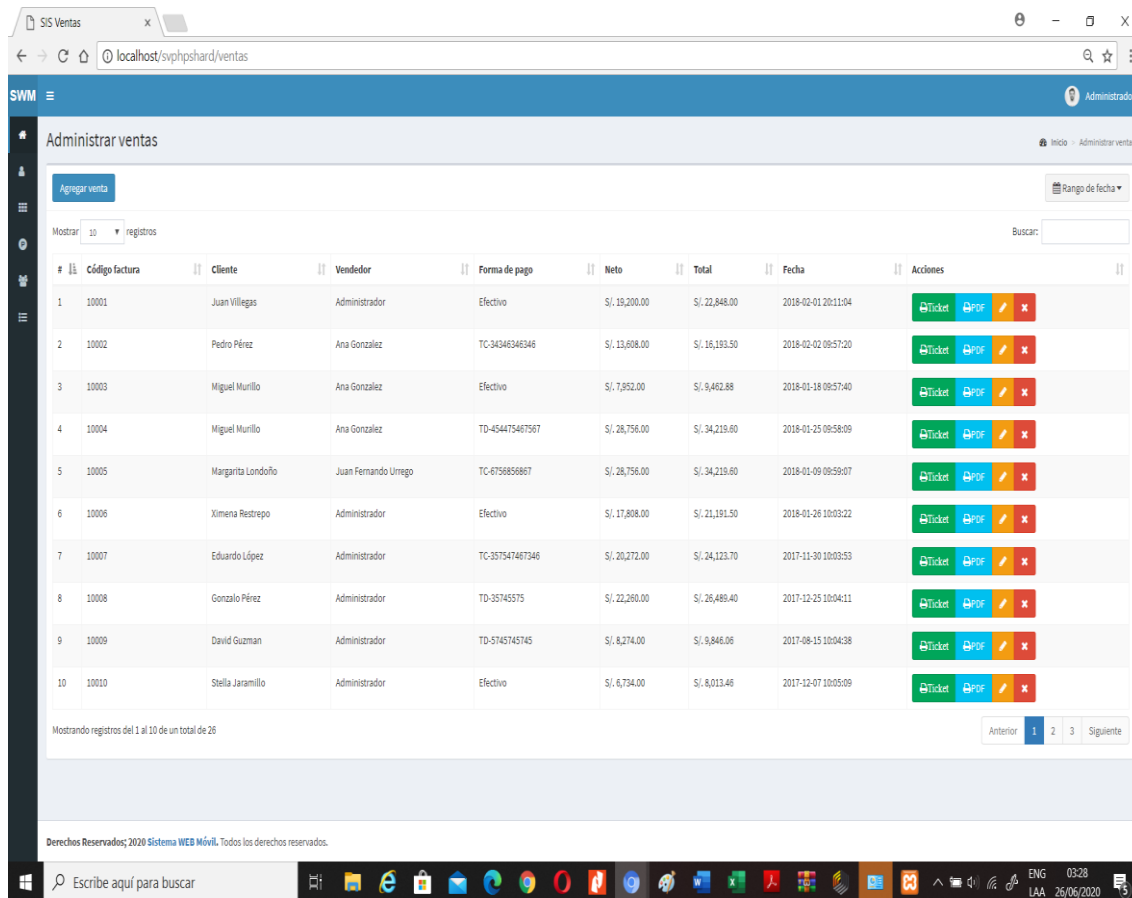 SIS Ventas
localhost/svphpshard/ventas
SWM
Administrado
Administrar ventas
Inicio > Administrar venta
Agregar venta
Rango de fecha
Mostrar 10 registros
Buscar:
# Código factura Cliente Vendedor Forma de pago Neto Total Fecha Acciones
1 10001 Juan Villegas Administrador Efectivo S/. 19,200.00 S/. 22,848.00 2018-02-01 20:11:04 Ticket PDF
2 10002 Pedro Pérez Ana Gonzalez TC-34346346346 S/. 13,608.00 S/. 16,193.50 2018-02-02 09:57:20 Ticket PDF
3 10003 Miguel Murillo Ana Gonzalez Efectivo S/. 7,952.00 S/. 9,462.88 2018-01-18 09:57:40 Ticket PDF
4 10004 Miguel Murillo Ana Gonzalez TD-454475467567 S/. 28,756.00 S/. 34,219.60 2018-01-25 09:58:09 Ticket PDF
5 10005 Margarita Londoño Juan Fernando Urrego TC-6756856867 S/. 28,756.00 S/. 34,219.60 2018-01-09 09:59:07 Ticket PDF
6 10006 Ximena Restrepo Administrador Efectivo S/. 17,808.00 S/. 21,191.50 2018-01-26 10:03:22 Ticket PDF
7 10007 Eduardo López Administrador TC-357547467346 S/. 20,272.00 S/. 24,123.70 2017-11-30 10:03:53 Ticket PDF
8 10008 Gonzalo Pérez Administrador TD-35745575 S/. 22,260.00 S/. 26,489.40 2017-12-25 10:04:11 Ticket PDF
9 10009 David Guzman Administrador TD-5745745745 S/. 8,274.00 S/. 9,846.06 2017-08-15 10:04:38 Ticket PDF
10 10010 Stella Jaramillo Administrador Efectivo S/. 6,734.00 S/. 8,013.46 2017-12-07 10:05:09 Ticket PDF
Mostrando registros del 1 al 10 de un total de 26
Anterior 1 2 3 Siguiente
Derechos Reservados; 2020 Sistema WEB Móvil. Todos los derechos reservados.
Escribe aquí para buscar
ENG 03:28
LAA 26/06/2020